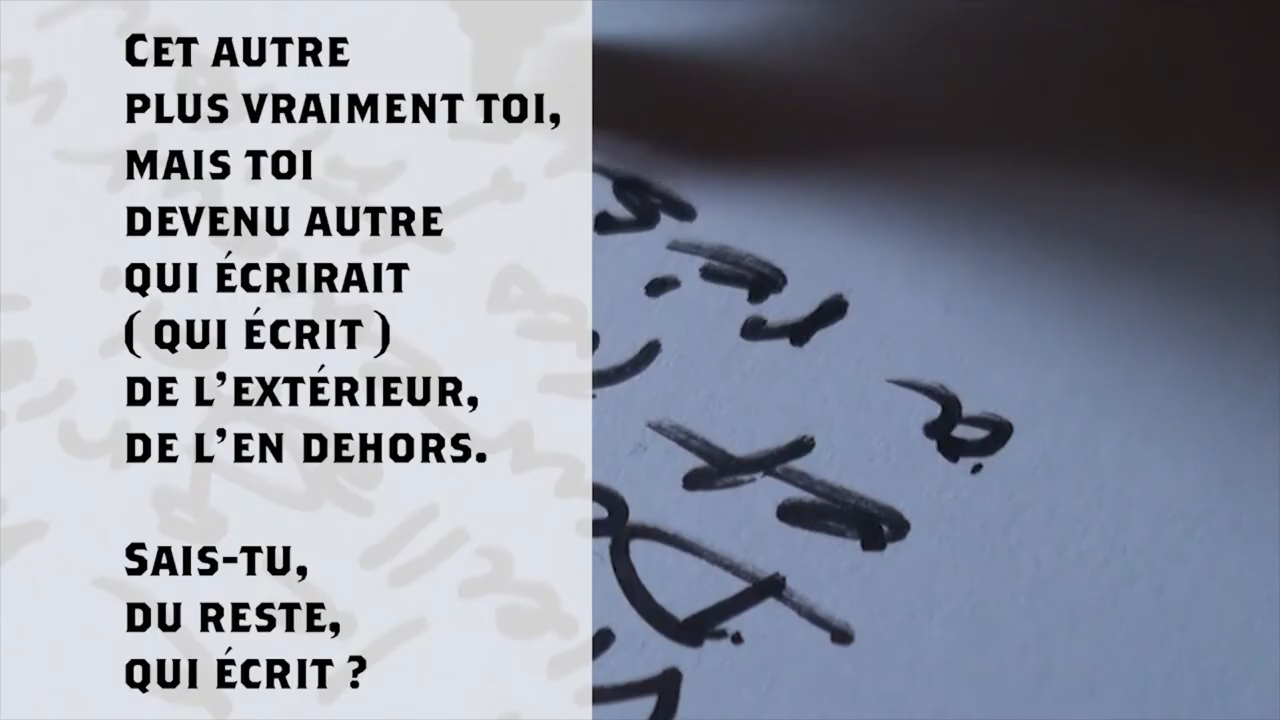 Cet autre
plus vraiment toi,
mais toi
devenu autre
qui écrirait
( qui écrit )
de l’extérieur,
de l’en dehors.
Sais-tu,
du reste,
qui écrit ?